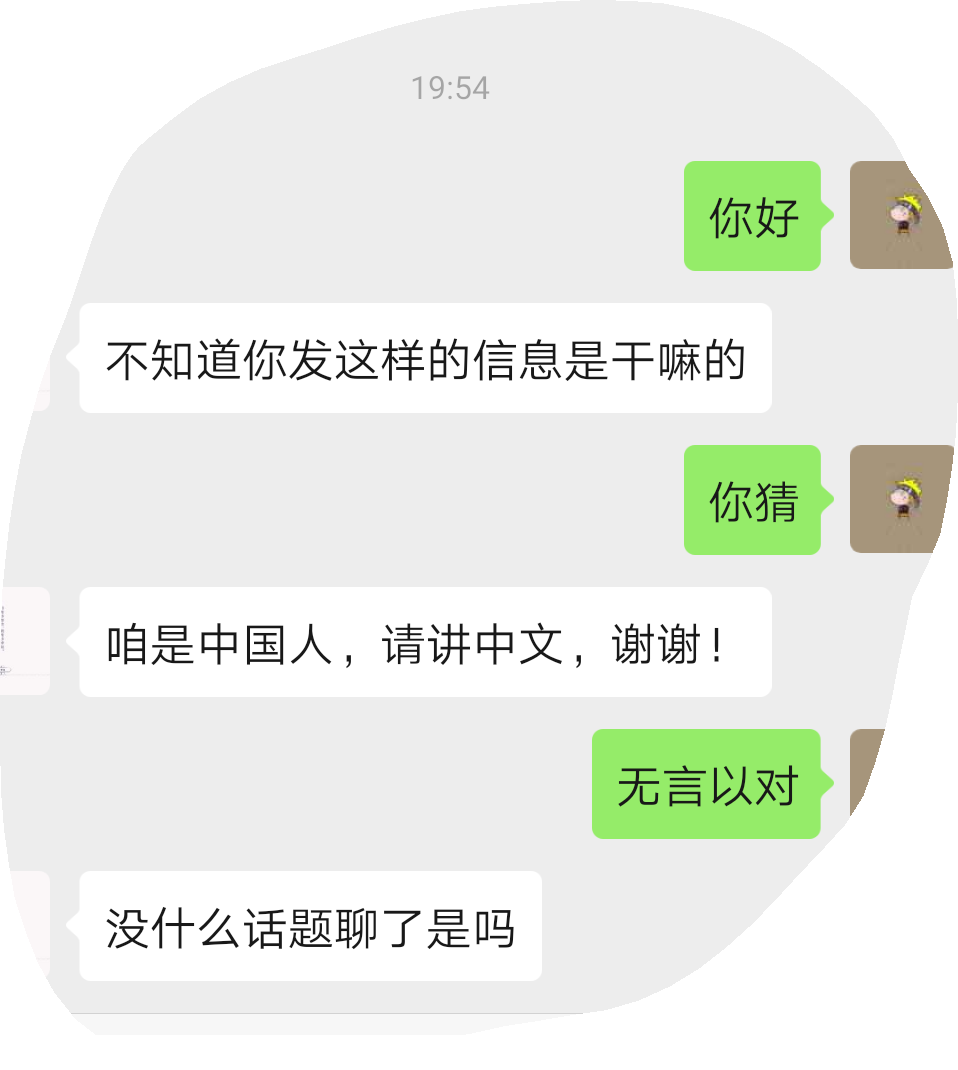 19:54
你好
不知道你发这样的信息是干嘛的
你猜
咱是中国人，请讲中文，谢谢！
无言以对
没什么话题聊了是吗